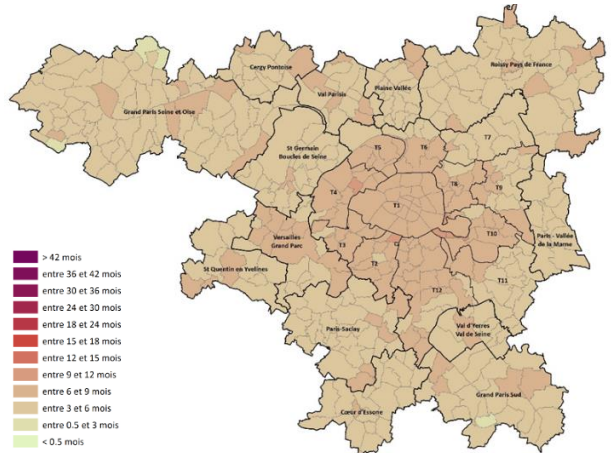 Cergy Pontoise
Roissy Pays de France
Val Parisis
Plaine Vallée
Grand Paris Seine et Oise
St Germain
Boucles de Seine
T5
T6
T7
T4
T8
T9
T1
Paris - Vallée
de la Marne
Versailles
Grand Parc
T3
T10
T2
St Quentin en Yvelines
T11
T12
Paris-Saclay
Val d'Yerres
Val de Seine
Grand Paris Sud
Cœur d'Essone
> 42 mois
entre 36 et 42 mois
entre 30 et 36 mois
entre 24 et 30 mois
entre 18 et 24 mois
entre 15 et 18 mois
entre 12 et 15 mois
entre 9 et 12 mois
entre 6 et 9 mois
entre 3 et 6 mois
entre 0.5 et 3 mois
< 0.5 mois